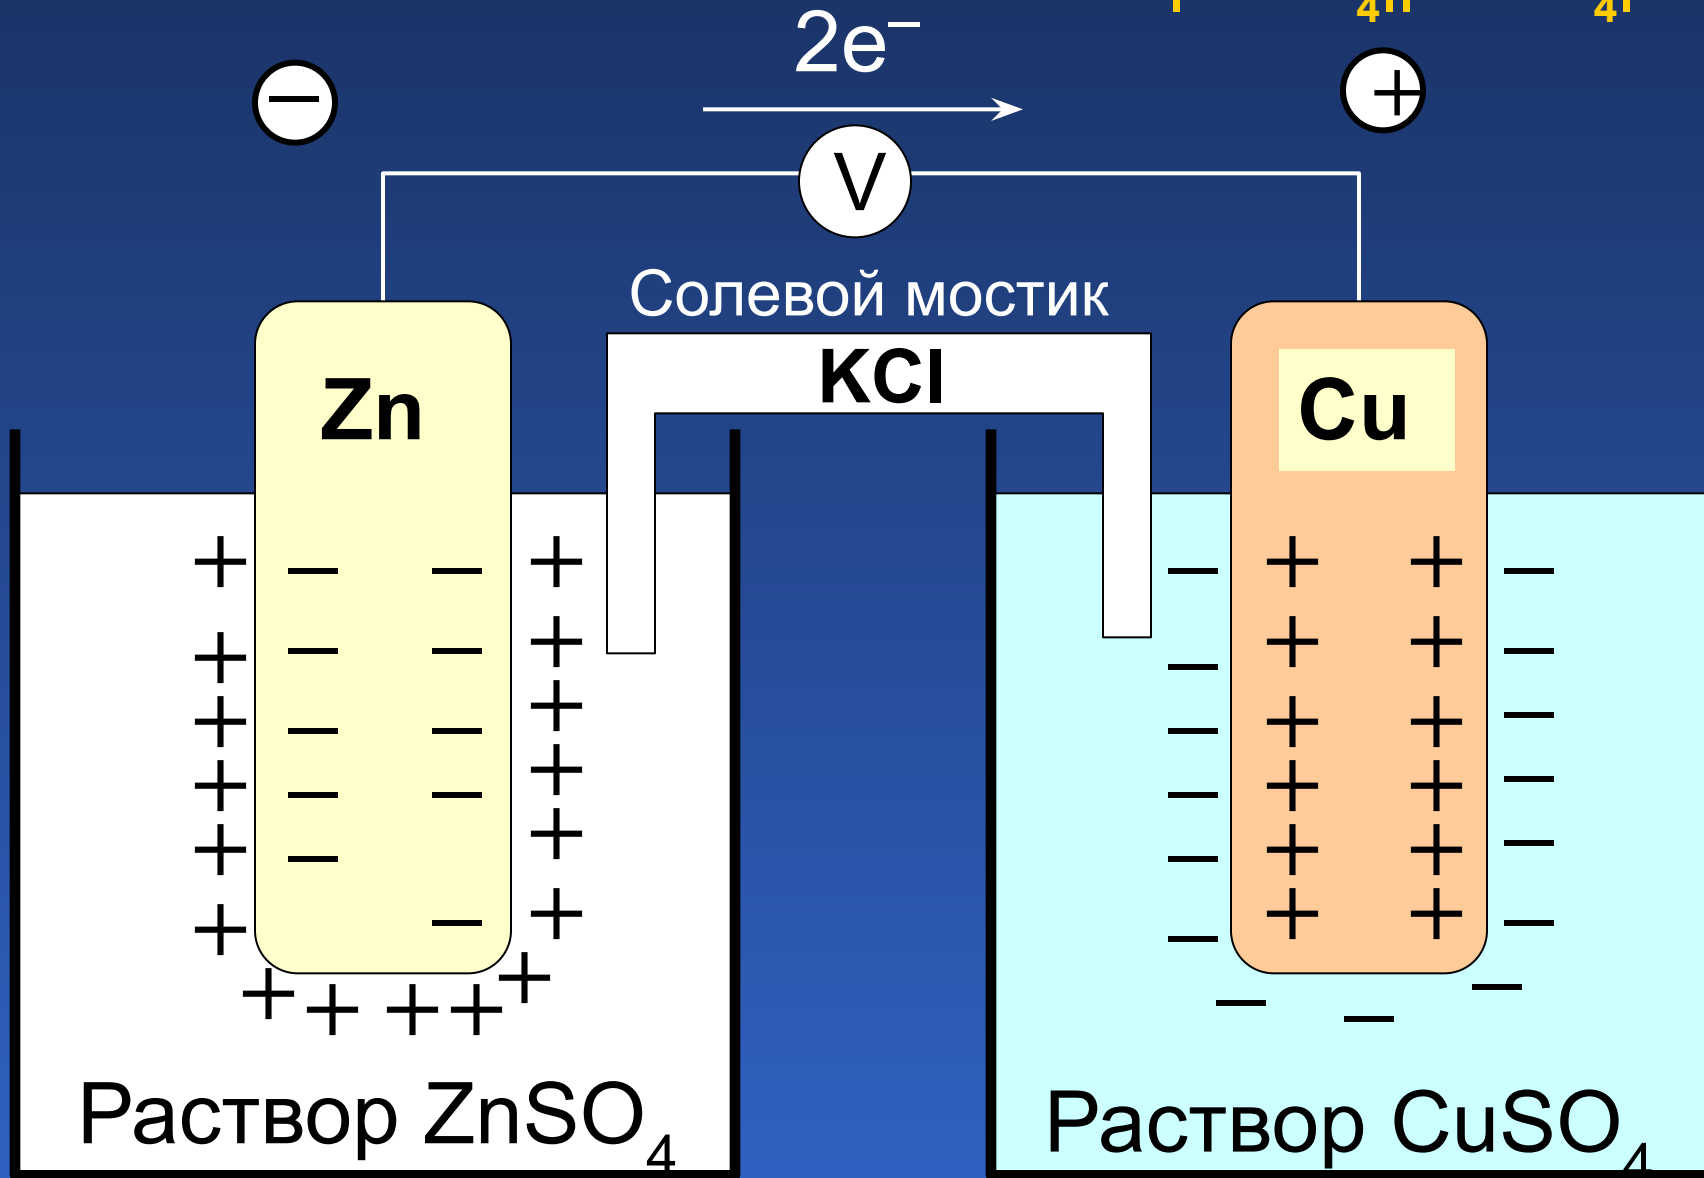 2e⁻
V
Солевой мостик
KCl
Zn
Cu
Раствор ZnSO₄
Раствор CuSO₄